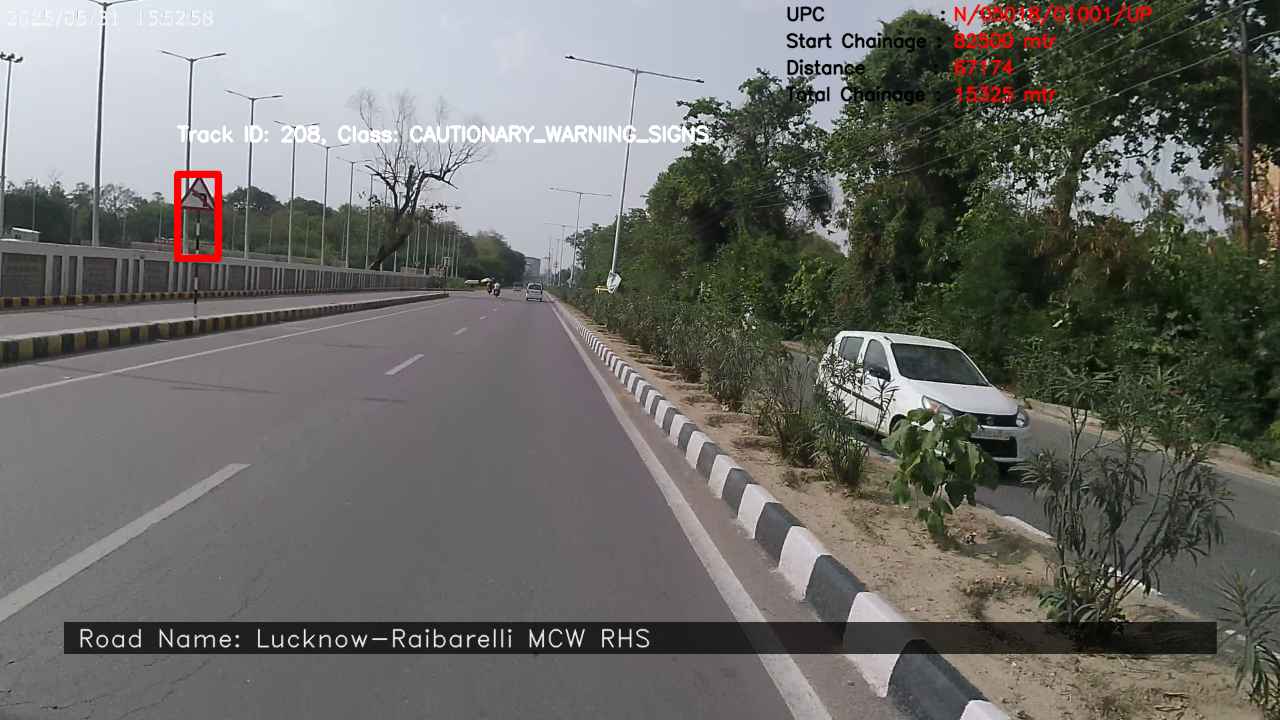 2025/05/21 15:52:58
UPC : N/05018/01001/UP
Start Chainage : 82500 mtr
Distance : 67174
Total Chainage : 15325 mtr
Track ID: 208, Class: CAUTIONARY_WARNING_SIGNS
Road Name: Lucknow-Raibarelli MCW RHS